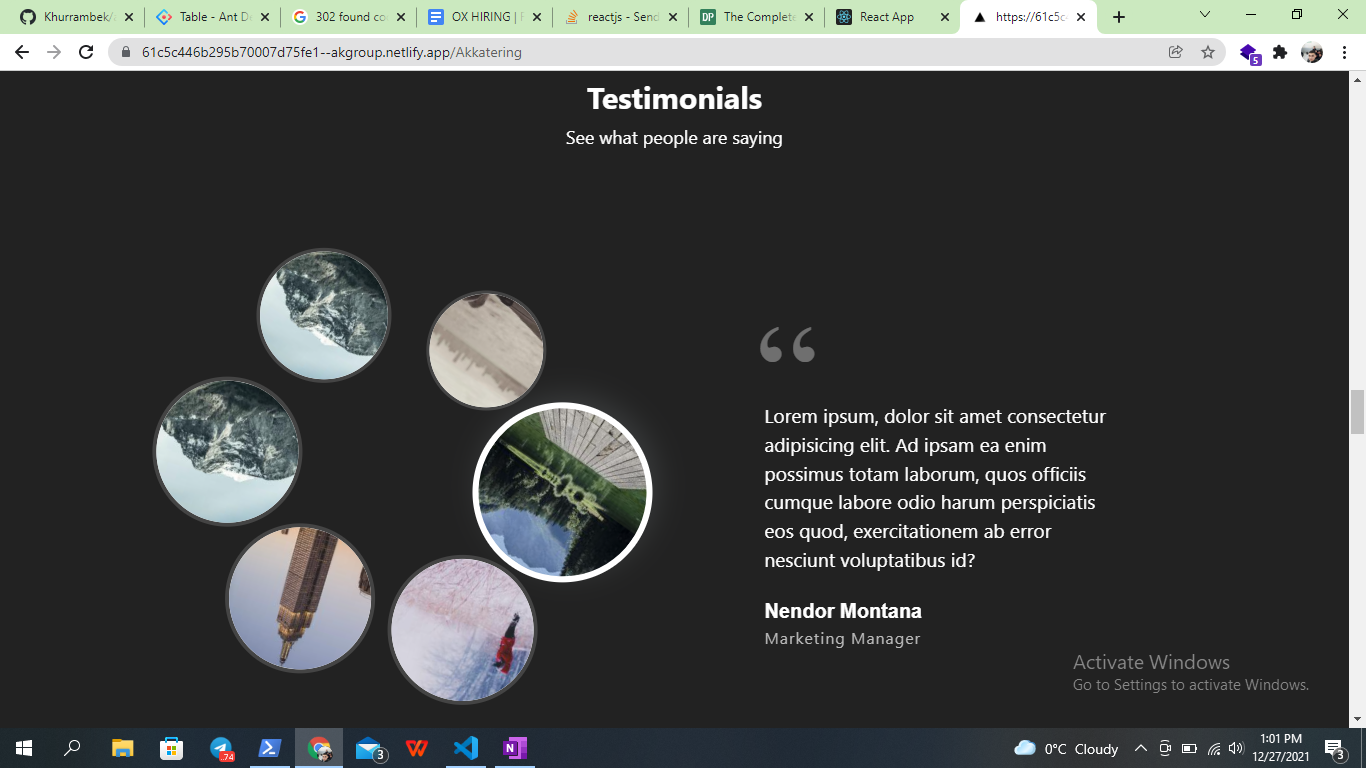 Khurrambek/
Table - Ant D
302 found co
OX HIRING | F
reactjs - Send
The Complete
React App
https://61c5c
61c5c446b295b70007d75fe1--akgroup.netlify.app/Akkatering
5
Testimonials
See what people are saying
“
Lorem ipsum, dolor sit amet consectetur
adipisicing elit. Ad ipsam ea enim
possimus totam laborum, quos officiis
cumque labore odio harum perspiciatis
eos quod, exercitationem ab error
nesciunt voluptatibus id?
Nendor Montana
Marketing Manager
Activate Windows
Go to Settings to activate Windows.
74
3
0°C Cloudy
1:01 PM
12/27/2021
3